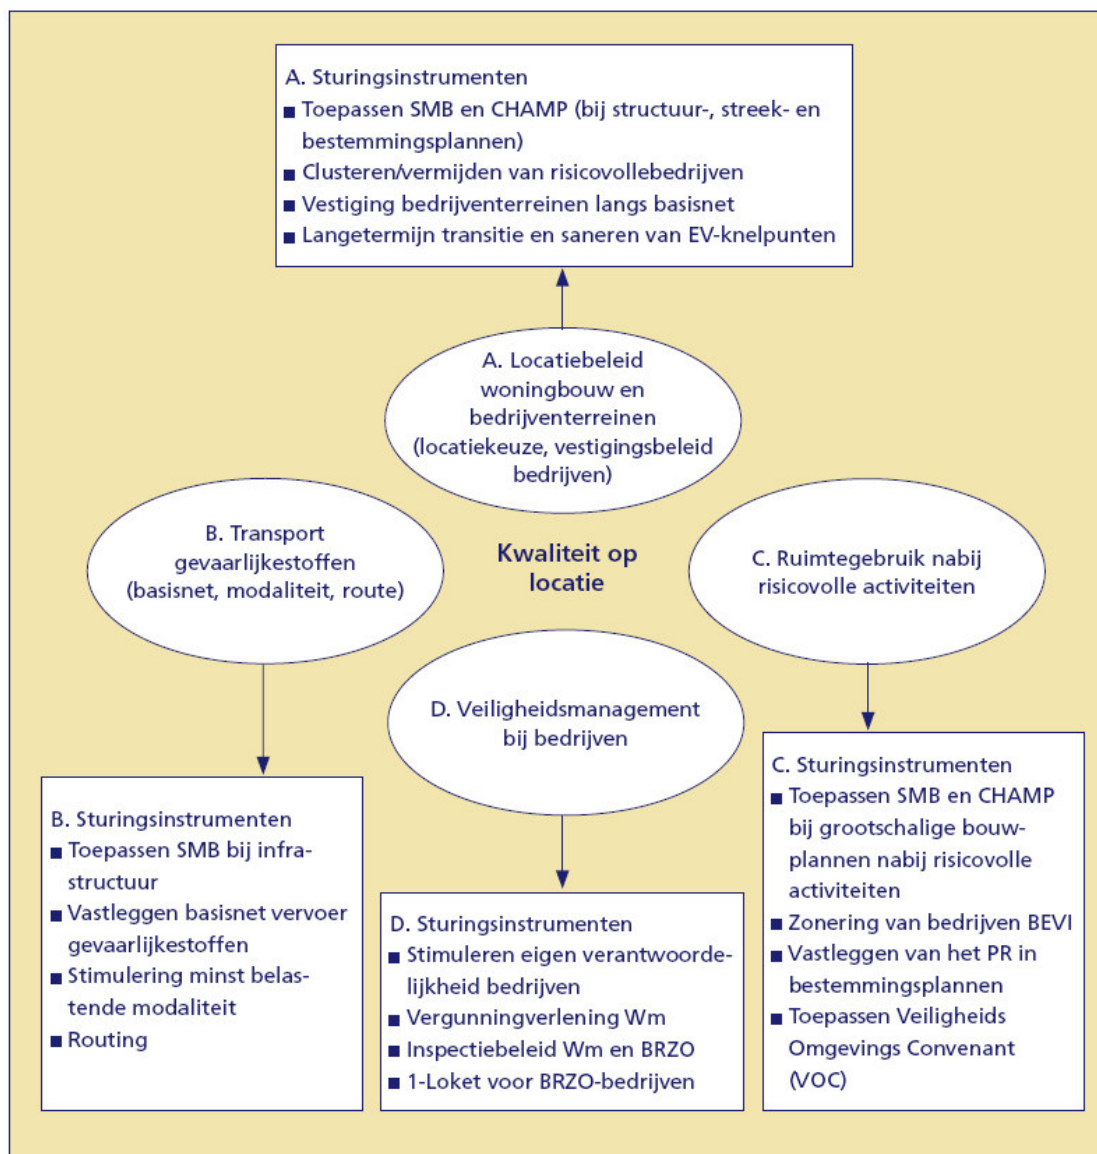 A. Sturingsinstrumenten
■ Toepassen SMB en CHAMP (bij structuur-, streek- en
bestemmingsplannen)
■ Clusteren/vermijden van risicovollebedrijven
■ Vestiging bedrijventerreinen langs basisnet
■ Langetermijn transitie en saneren van EV-knelpunten
A. Locatiebeleid
woningbouw en
bedrijventerreinen
(locatiekeuze, vestigingsbeleid
bedrijven)
B. Transport
gevaarlijkestoffen
(basisnet, modaliteit, route)
Kwaliteit op
locatie
C. Ruimtegebruik nabij
risicovolle activiteiten
D. Veiligheidsmanagement
bij bedrijven
B. Sturingsinstrumenten
■ Toepassen SMB bij infra-
structuur
■ Vastleggen basisnet vervoer
gevaarlijkestoffen
■ Stimulering minst belas-
tende modaliteit
■ Routing
D. Sturingsinstrumenten
■ Stimuleren eigen verantwoorde-
lijkheid bedrijven
■ Vergunningverlening Wm
■ Inspectiebeleid Wm en BRZO
■ 1-Loket voor BRZO-bedrijven
C. Sturingsinstrumenten
■ Toepassen SMB en CHAMP
bij grootschalige bouw-
plannen nabij risicovolle
activiteiten
■ Zonering van bedrijven BEVI
■ Vastleggen van het PR in
bestemmingsplannen
■ Toepassen Veiligheids
Omgevings Convenant
(VOC)